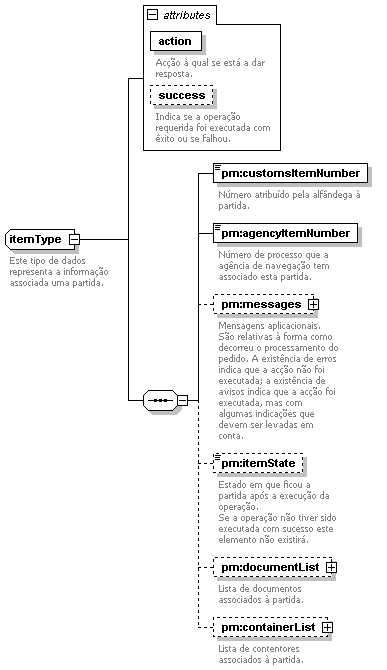 attributes
action
Acção à qual se está a dar
resposta.
success
Indica se a operação
requerida foi executada com
êxito ou se falhou.
itemType
Este tipo de dados
representa a informação
associada uma partida.
pm:customsItemNumber
Número atribuído pela alfândega à
partida.
pm:agencyItemNumber
Número de processo que a
agência de navegação tem
associado esta partida.
pm:messages
Mensagens aplicacionais.
São relativas à forma como
decorreu o processamento do
pedido. A existência de erros
indica que a acção não foi
executada; a existência de
avisos indica que a acção foi
executada, mas com
algumas indicações que
devem ser levadas em
conta.
pm:itemState
Estado em que ficou a
partida após a execução da
operação.
Se a operação não tiver sido
executada com sucesso este
elemento não existirá.
pm:documentList
Lista de documentos
associados à partida.
pm:containerList
Lista de contentores
associados à partida.